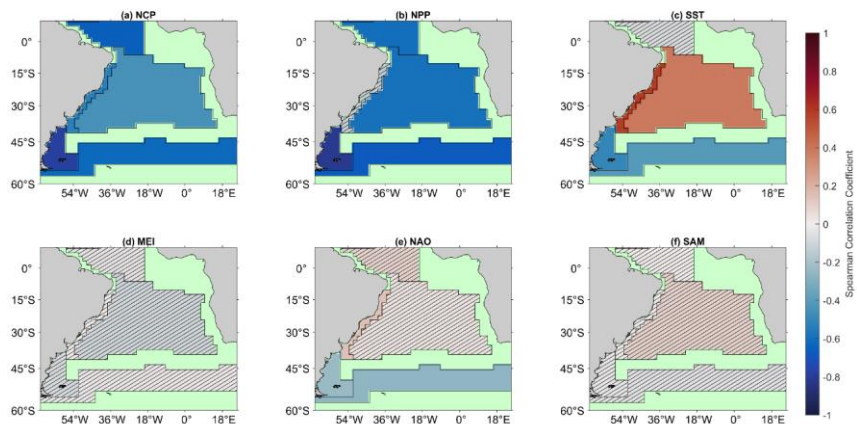 (a) NCP
(b) NPP
(c) SST
0°
15°S
30°S
45°S
60°S
54°W 36°W 18°W 0° 18°E
0°
15°S
30°S
45°S
60°S
54°W 36°W 18°W 0° 18°E
0°
15°S
30°S
45°S
60°S
54°W 36°W 18°W 0° 18°E
(d) MEI
(e) NAO
(f) SAM
0°
15°S
30°S
45°S
60°S
54°W 36°W 18°W 0° 18°E
0°
15°S
30°S
45°S
60°S
54°W 36°W 18°W 0° 18°E
0°
15°S
30°S
45°S
60°S
54°W 36°W 18°W 0° 18°E
1
0.8
0.6
0.4
0.2
0
-0.2
-0.4
-0.6
-0.8
-1
Spearman Correlation Coefficient